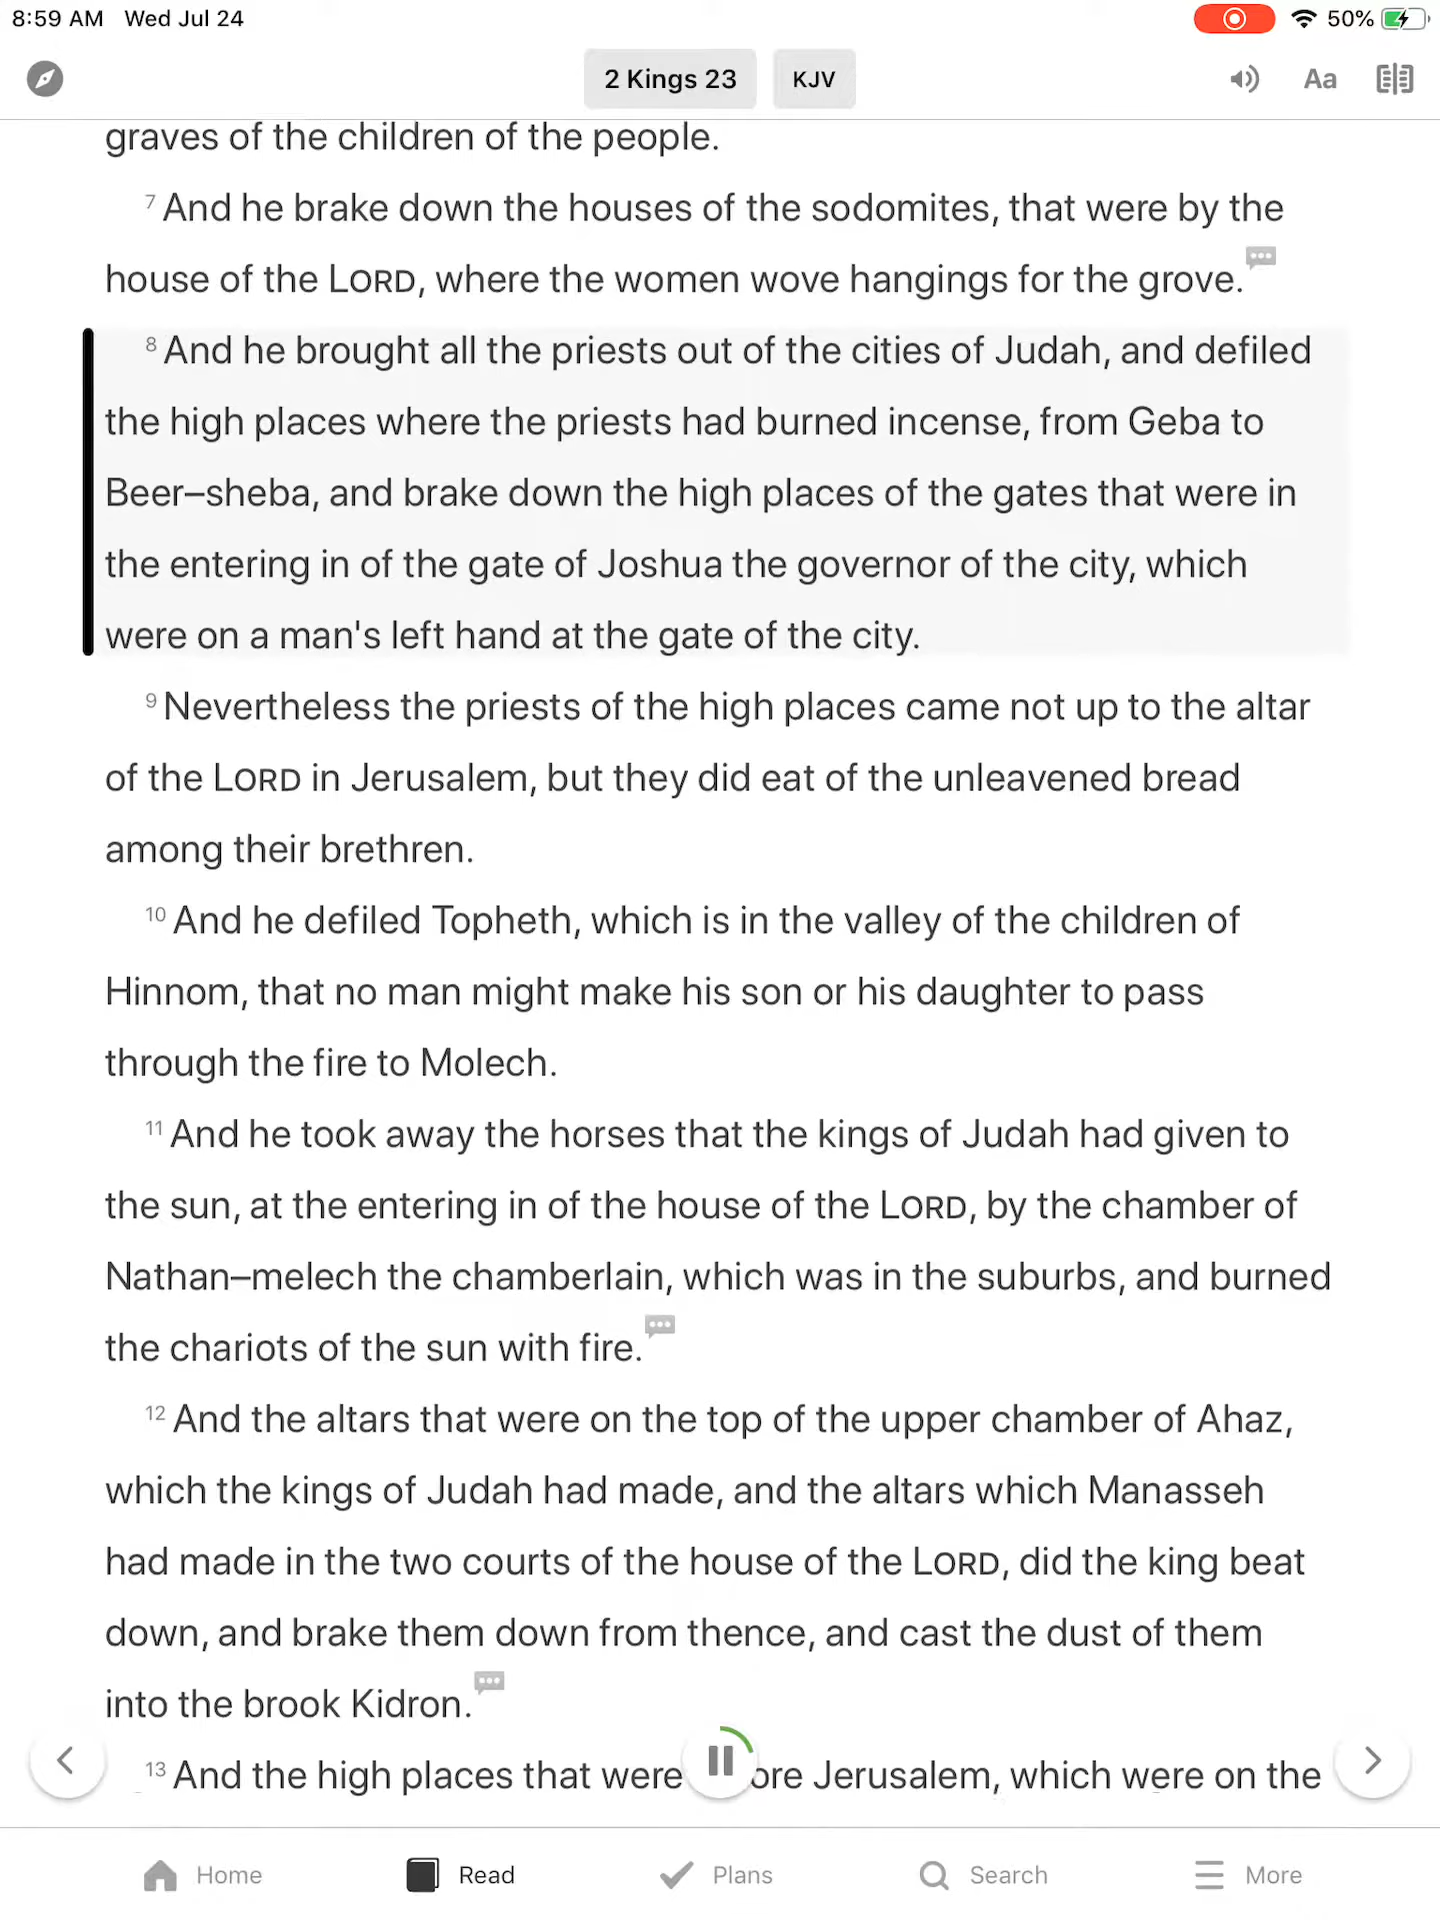 8:59 AM Wed Jul 24 50%
2 Kings 23 KJV Aa
graves of the children of the people.
7 And he brake down the houses of the sodomites, that were by the
house of the LORD, where the women wove hangings for the grove.
8 And he brought all the priests out of the cities of Judah, and defiled
the high places where the priests had burned incense, from Geba to
Beer–sheba, and brake down the high places of the gates that were in
the entering in of the gate of Joshua the governor of the city, which
were on a man's left hand at the gate of the city.
9 Nevertheless the priests of the high places came not up to the altar
of the LORD in Jerusalem, but they did eat of the unleavened bread
among their brethren.
10 And he defiled Topheth, which is in the valley of the children of
Hinnom, that no man might make his son or his daughter to pass
through the fire to Molech.
11 And he took away the horses that the kings of Judah had given to
the sun, at the entering in of the house of the LORD, by the chamber of
Nathan–melech the chamberlain, which was in the suburbs, and burned
the chariots of the sun with fire.
12 And the altars that were on the top of the upper chamber of Ahaz,
which the kings of Judah had made, and the altars which Manasseh
had made in the two courts of the house of the LORD, did the king beat
down, and brake them down from thence, and cast the dust of them
into the brook Kidron.
13 And the high places that were ore Jerusalem, which were on the
Home Read Plans Search More